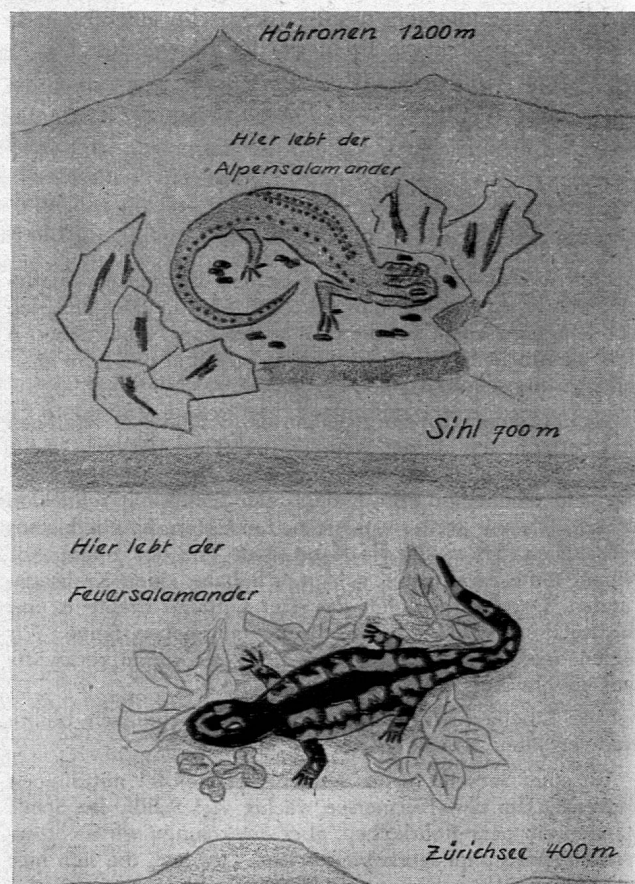 Höhronen 1200m
Hier lebt der
Alpensalamander
Sihl 700m
Hier lebt der
Feuersalamander
Zürichsee 400m